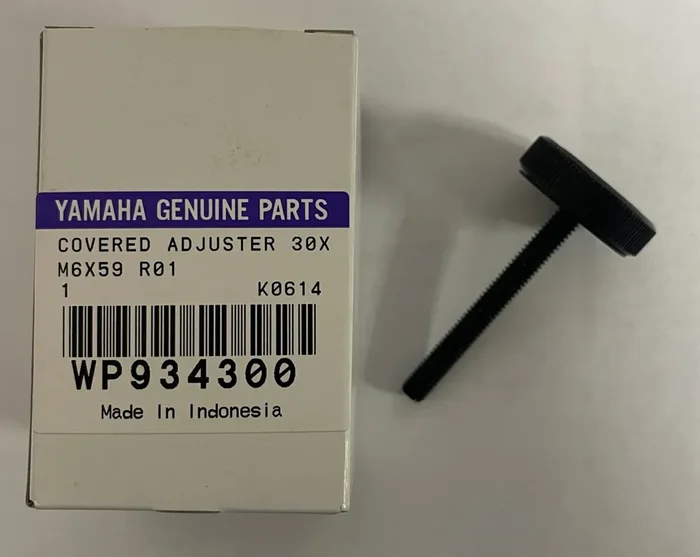 YAMAHA GENUINE PARTS
COVERED ADJUSTER 30X
M6X59 R01
1 K0614
WP934300
Made In Indonesia